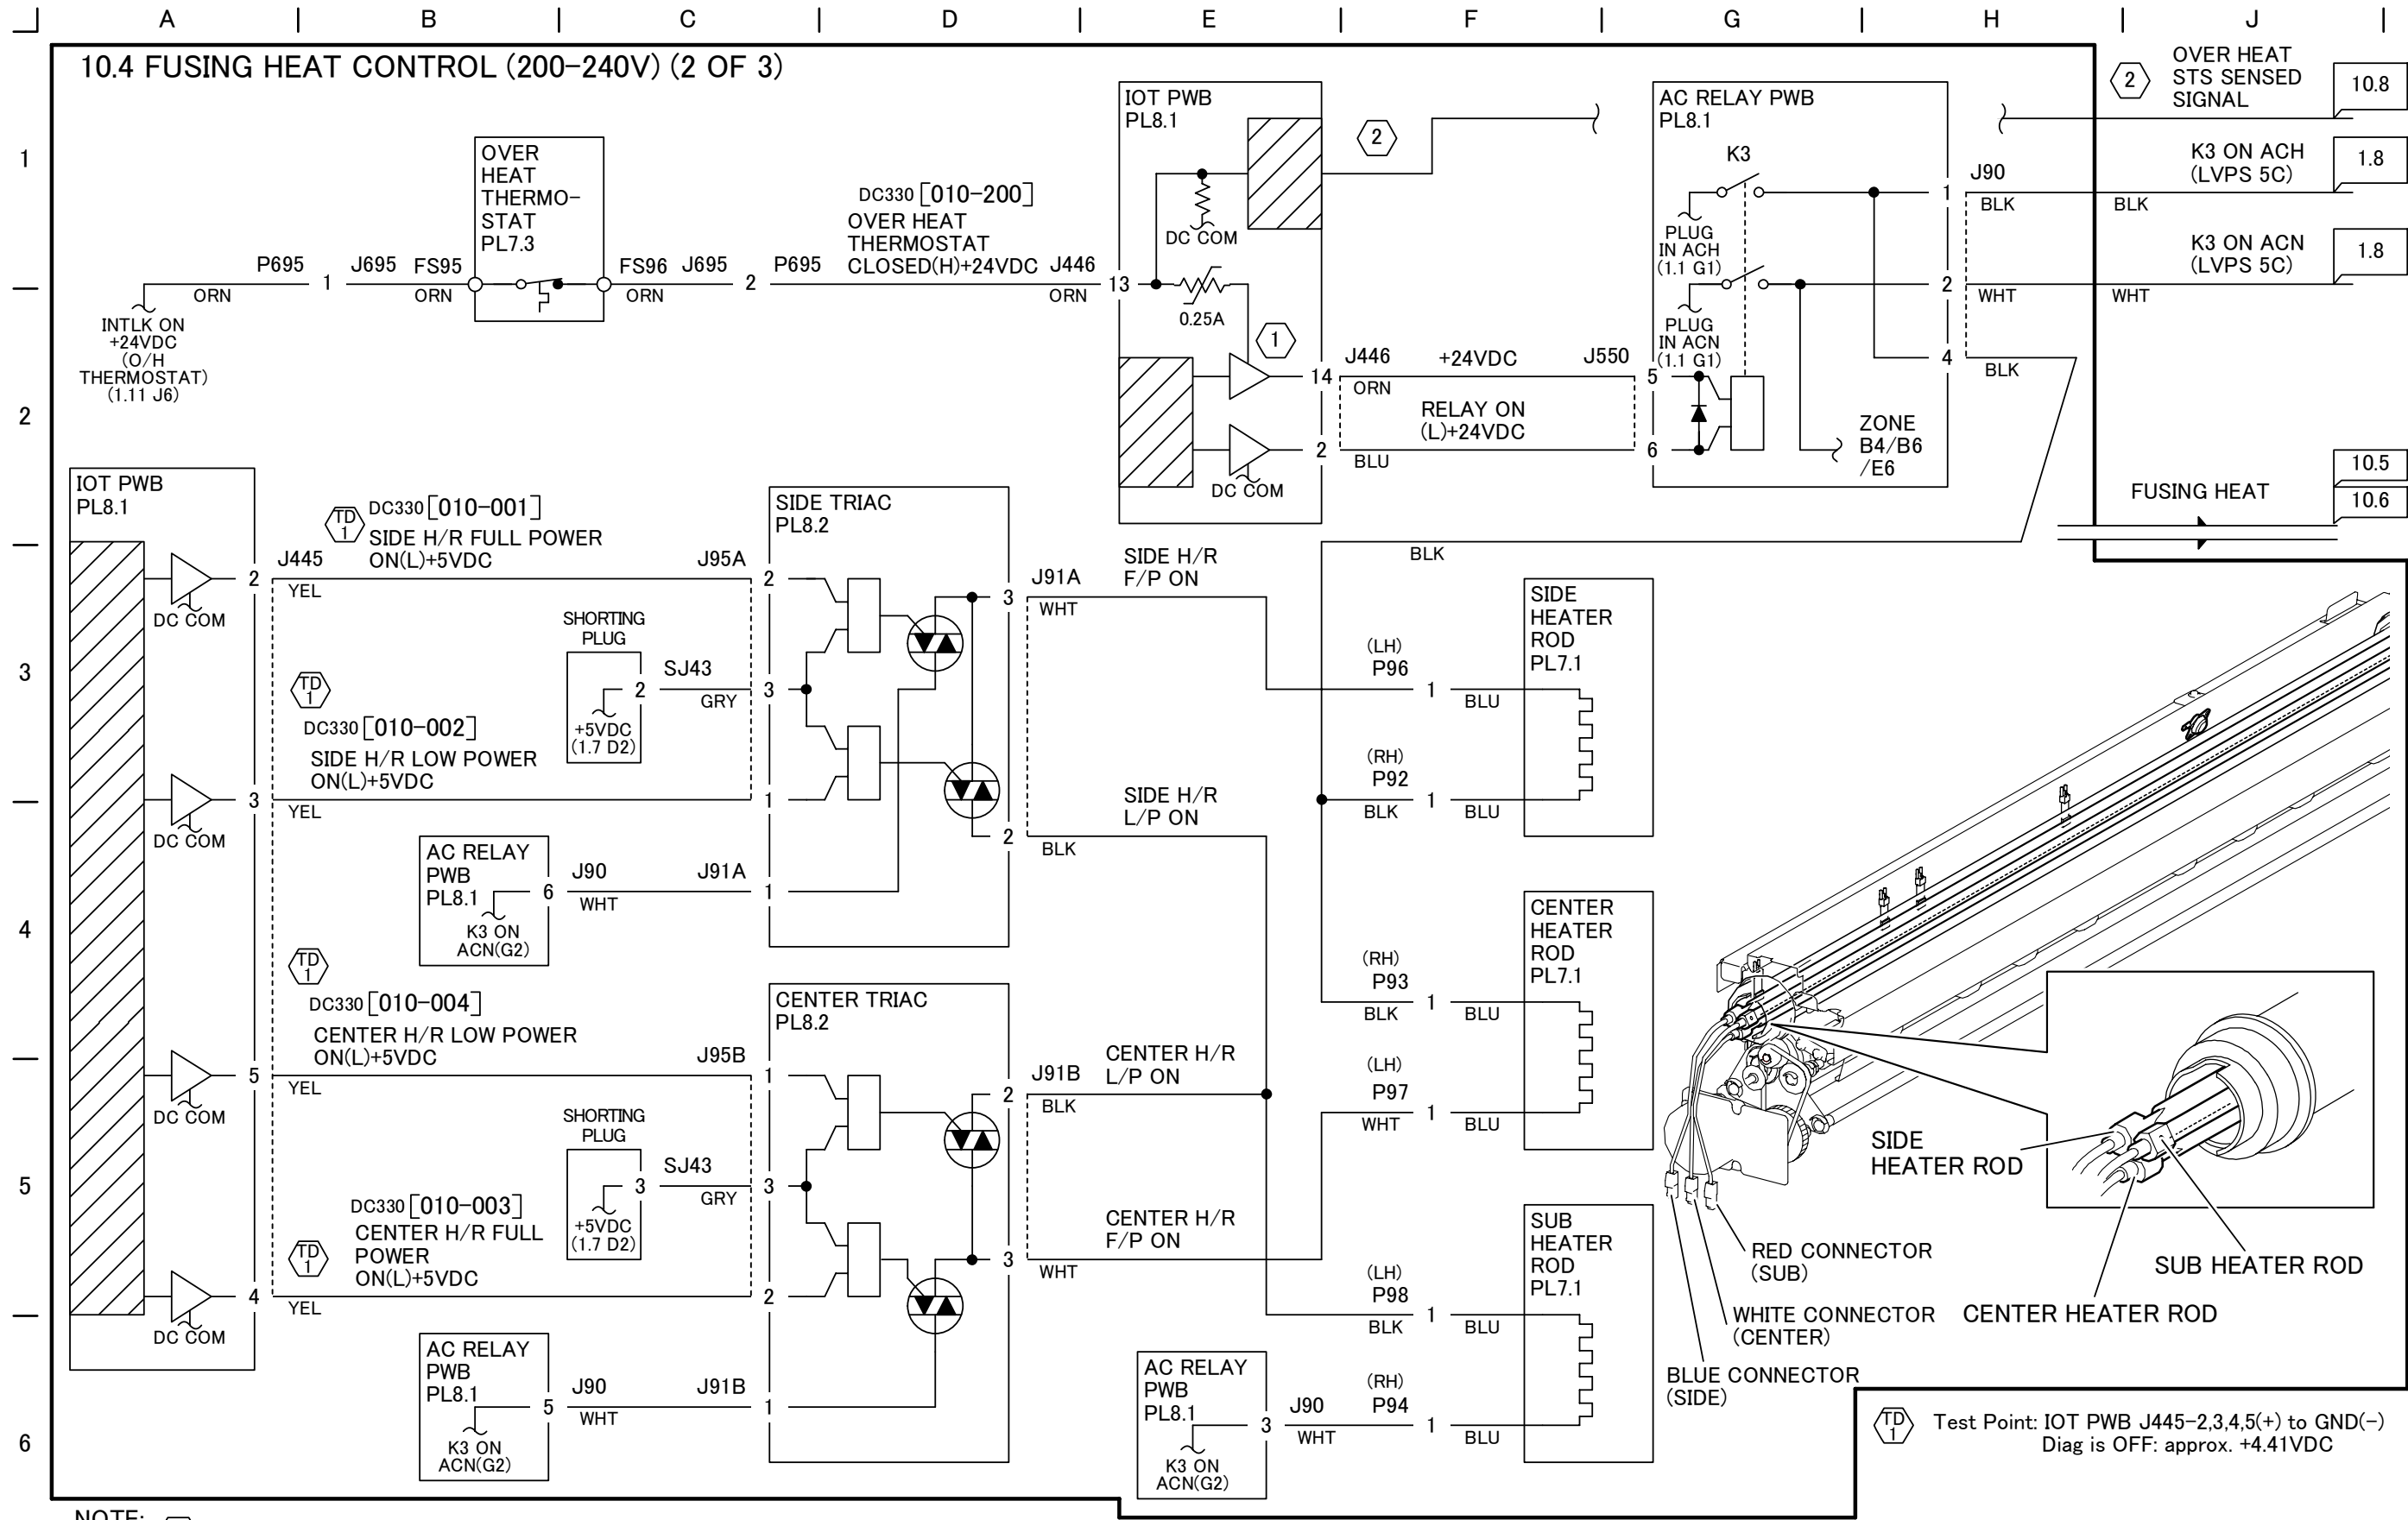 A B C D E F G H J
10.4 FUSING HEAT CONTROL (200-240V) (2 OF 3)
1
2
3
4
5
6
OVER HEAT
STS SENSED
SIGNAL
2
10.8
K3 ON ACH
(LVPS 5C)
1.8
K3 ON ACN
(LVPS 5C)
1.8
BLK
WHT
FUSING HEAT
10.5
10.6
INTLK ON
+24VDC
(O/H
THERMOSTAT)
(1.11 J6)
P695
ORN
1
J695 FS95
ORN
OVER
HEAT
THERMO-
STAT
PL7.3
FS96 J695
ORN
2
P695
DC330 [010-200]
OVER HEAT
THERMOSTAT
CLOSED(H)+24VDC J446
ORN
IOT PWB
PL8.1
DC COM
13
0.25A
1
14
2
DC COM
2
J446 +24VDC J550
ORN
RELAY ON
(L)+24VDC
BLU
AC RELAY PWB
PL8.1
K3
PLUG
IN ACH
(1.1 G1)
PLUG
IN ACN
(1.1 G1)
5
6
1
2
4
ZONE
B4/B6
/E6
J90
BLK
WHT
BLK
IOT PWB
PL8.1
DC COM
2
DC COM
3
DC COM
5
DC COM
4
TD
1
DC330 [010-001]
SIDE H/R FULL POWER
ON(L)+5VDC
J445
YEL
J95A
SHORTING
PLUG
+5VDC
(1.7 D2)
2
SJ43
GRY
TD
1
DC330 [010-002]
SIDE H/R LOW POWER
ON(L)+5VDC
YEL
AC RELAY
PWB
PL8.1
K3 ON
ACN(G2)
6
J90
WHT
J91A
SIDE TRIAC
PL8.2
2
3
1
1
3
2
J91A
WHT
BLK
SIDE H/R
F/P ON
SIDE H/R
L/P ON
BLK
(LH)
P96
1
BLU
(RH)
P92
BLK
1
BLU
SIDE
HEATER
ROD
PL7.1
TD
1
DC330 [010-004]
CENTER H/R LOW POWER
ON(L)+5VDC
YEL
J95B
SHORTING
PLUG
+5VDC
(1.7 D2)
3
SJ43
GRY
DC330 [010-003]
CENTER H/R FULL
POWER
ON(L)+5VDC
TD
1
YEL
AC RELAY
PWB
PL8.1
K3 ON
ACN(G2)
5
J90
WHT
J91B
CENTER TRIAC
PL8.2
1
3
2
1
2
3
J91B
BLK
WHT
CENTER H/R
L/P ON
CENTER H/R
F/P ON
(RH)
P93
BLK
1
BLU
(LH)
P97
WHT
1
BLU
CENTER
HEATER
ROD
PL7.1
(LH)
P98
BLK
1
BLU
SUB
HEATER
ROD
PL7.1
AC RELAY
PWB
PL8.1
K3 ON
ACN(G2)
3
J90
WHT
(RH)
P94
1
BLU
SIDE
HEATER ROD
SUB HEATER ROD
CENTER HEATER ROD
RED CONNECTOR
(SUB)
WHITE CONNECTOR
(CENTER)
BLUE CONNECTOR
(SIDE)
TD
1
Test Point: IOT PWB J445-2,3,4,5(+) to GND(-)
Diag is OFF: approx. +4.41VDC
NOTE: